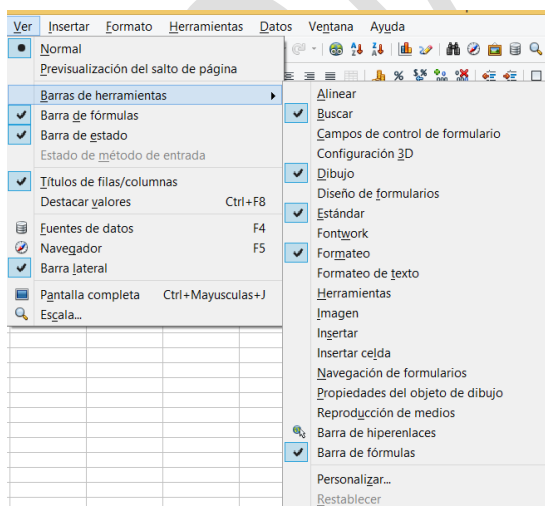 Ver Insertar Formato Herramientas Datos Ventana Ayuda
Normal
Previsualización del salto de página
Barras de herramientas
Barra de fórmulas
Barra de estado
Estado de método de entrada
Títulos de filas/columnas
Destacar valores Ctrl+F8
Fuentes de datos F4
Navegador F5
Barra lateral
Pantalla completa Ctrl+Mayusculas+J
Escala...
Alinear
Buscar
Campos de control de formulario
Configuración 3D
Dibujo
Diseño de formularios
Estándar
Fontwork
Formateo
Formateo de texto
Herramientas
Imagen
Insertar
Insertar celda
Navegación de formularios
Propiedades del objeto de dibujo
Reproducción de medios
Barra de hiperenlaces
Barra de fórmulas
Personalizar...
Restablecer